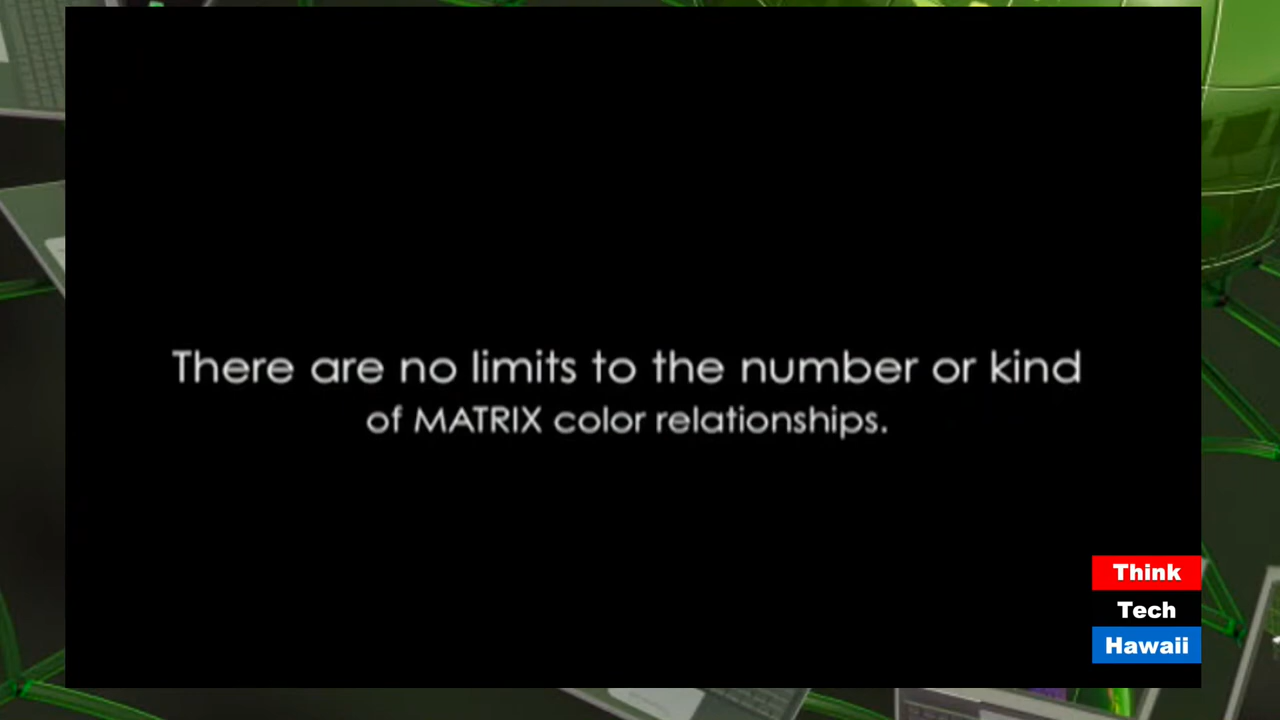 There are no limits to the number or kind
of MATRIX color relationships.
Think
Tech
Hawaii